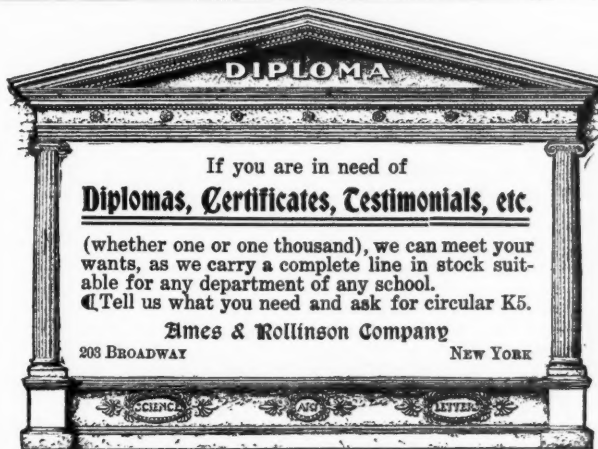 DIPLOMA
If you are in need of
Diplomas, Certificates, Testimonials, etc.
(whether one or one thousand), we can meet your
wants, as we carry a complete line in stock suit-
able for any department of any school.
¶Tell us what you need and ask for circular K5.
Ames & Rollinson Company
203 BROADWAY NEW YORK
SCIENCE ART LETTERS